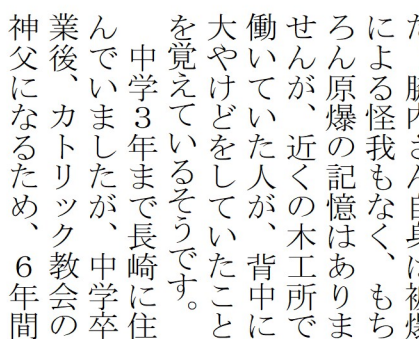 内さん自身は被爆
による怪我もなく、もち
ろん原爆の記憶はありま
せんが、近くの木工所で
働いていた人が、背中に
大やけどをしていたこと
を覚えているそうです。
　中学３年まで長崎に住
んでいましたが、中学卒
業後、カトリック教会の
神父になるため、６年間